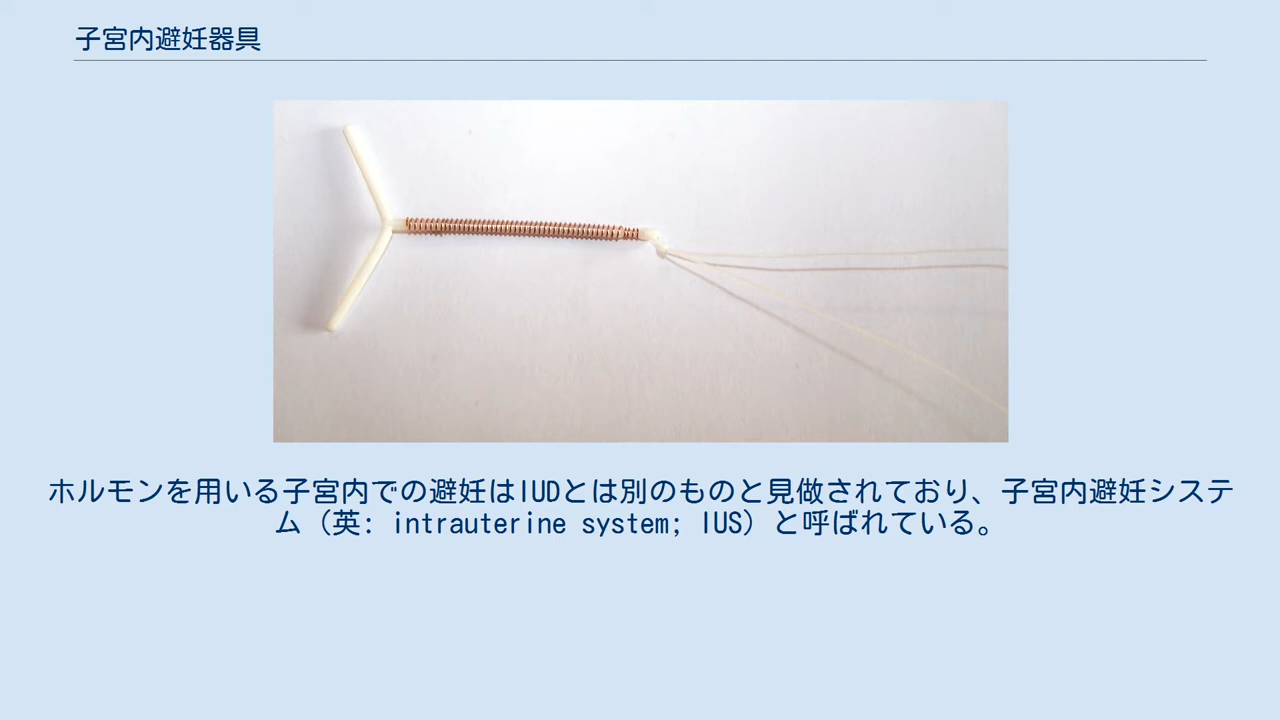 子宮内避妊器具
ホルモンを用いる子宮内での避妊はIUDとは別のものと見做されており、子宮内避妊システ
ム（英: intrauterine system; IUS）と呼ばれている。